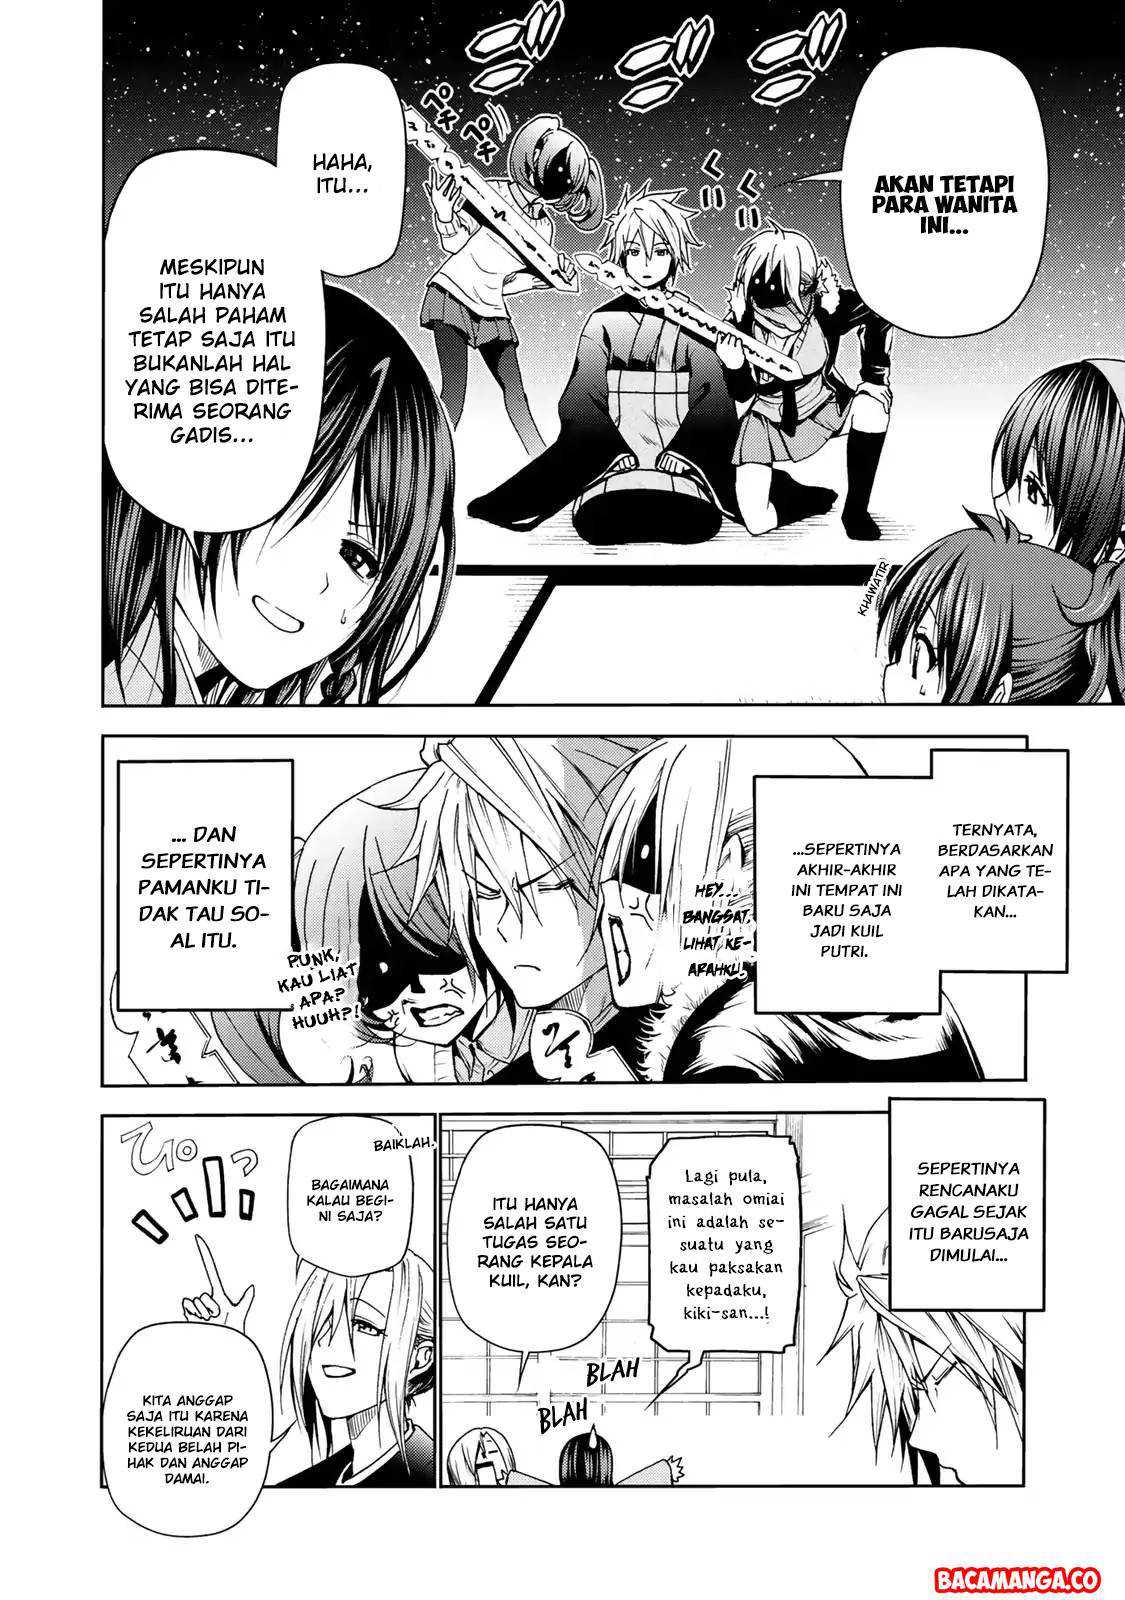 AKAN TETAPI
PARA WANITA
INI...
HAHA,
ITU...
MESKIPUN
ITU HANYA
SALAH PAHAM
TETAP SAJA ITU
BUKANLAH HAL
YANG BISA DITE-
RIMA SEORANG
GADIS...
ペチ
ペチ
ぐ
ぐ
KHAWATIR
TERNYATA,
BERDASARKAN
APA YANG TE-
LAH DIKATA-
KAN...
...SEPERTINYA
AKHIR-AKHIR
INI TEMPAT INI
BARU SAJA
JADI KUIL
PUTRI.
HEY...
BANGSAT,
LIHAT KE-
ARAHKU!
PUNK,
KAU LIAT
APA?
HUUH?!
... DAN
SEPERTINYA
PAMANKU TI-
DAK TAU SO-
AL ITU.
SEPERTINYA
RENCANAKU
GAGAL SEJAK
ITU BARUSAJA
DIMULAI...
Lagi pula,
masalah omiai
ini adalah se-
suatu yang
kau paksakan
kepadaku,
kiki-san...!
ITU HANYA
SALAH SATU
TUGAS SEO-
RANG KEPALA
KUIL, KAN?
BLAH
BLAH
BAIKLAH.
BAGAIMANA
KALAU BEGI-
NI SAJA?
KITA ANGGAP
SAJA ITU KARENA
KEKELIRUAN DARI
KEDUA BELAH PI-
HAK DAN ANGGAP
DAMAI.
BACAMANGA.CO